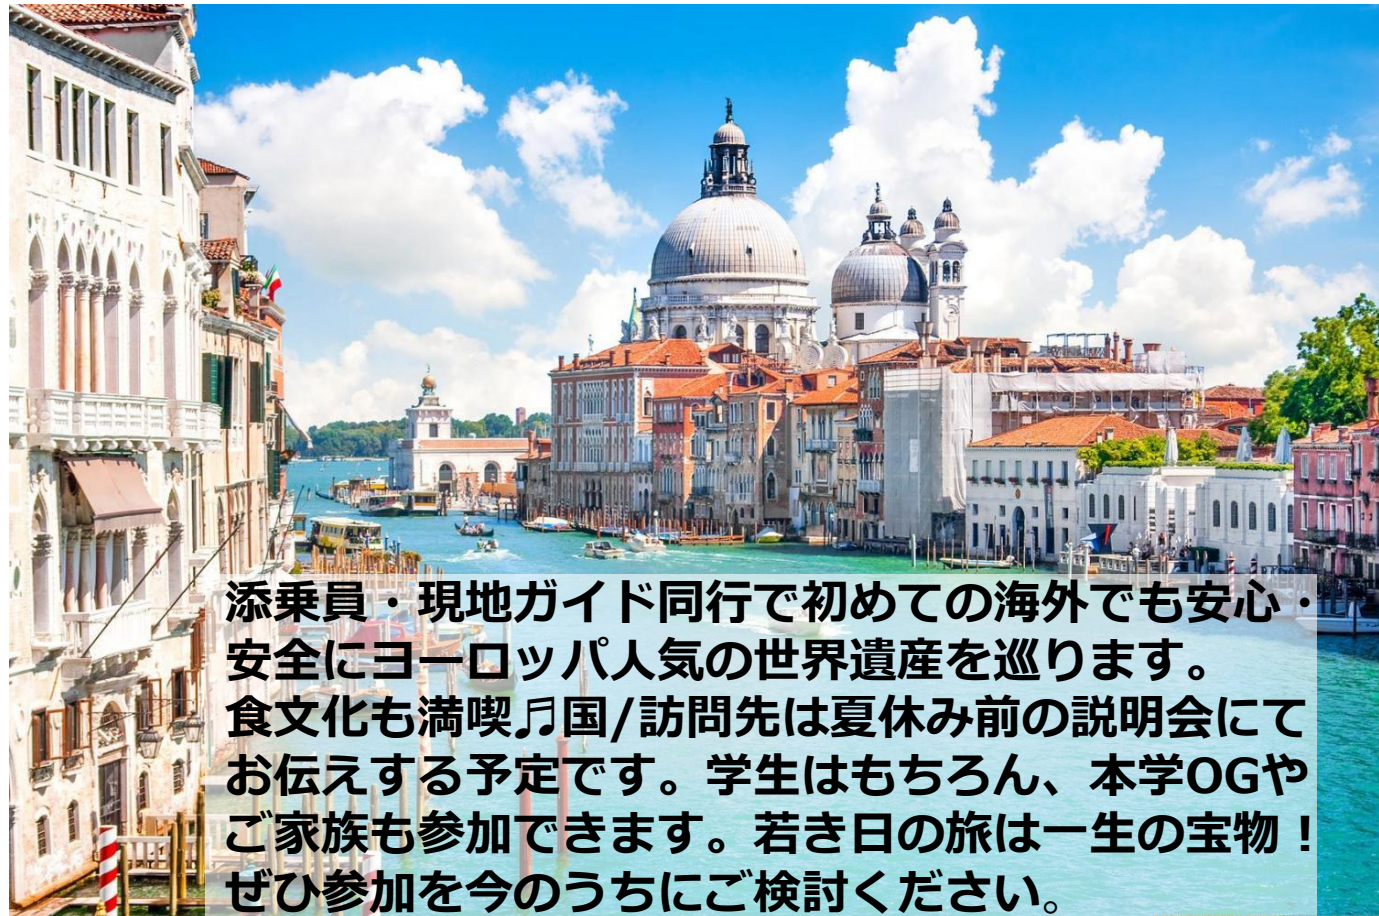 添乗員・現地ガイド同行で初めての海外でも安心・
安全にヨーロッパ人気の世界遺産を巡ります。
食文化も満喫♬国/訪問先は夏休み前の説明会にて
お伝えする予定です。学生はもちろん、本学OGや
ご家族も参加できます。若き日の旅は一生の宝物！
ぜひ参加を今のうちにご検討ください。